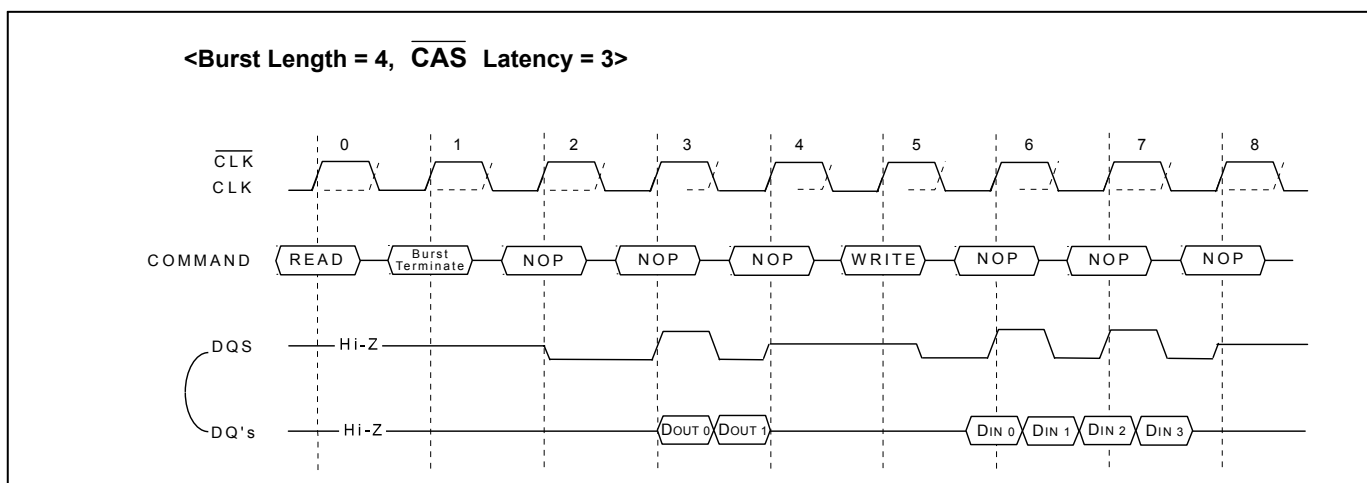 <Burst Length = 4, CAS Latency = 3>
0 1 2 3 4 5 6 7 8
CLK
CLK
COMMAND READ Burst Terminate NOP NOP NOP WRITE NOP NOP NOP
DQS Hi-Z
DQ's Hi-Z DOUT 0 DOUT 1 DIN 0 DIN 1 DIN 2 DIN 3